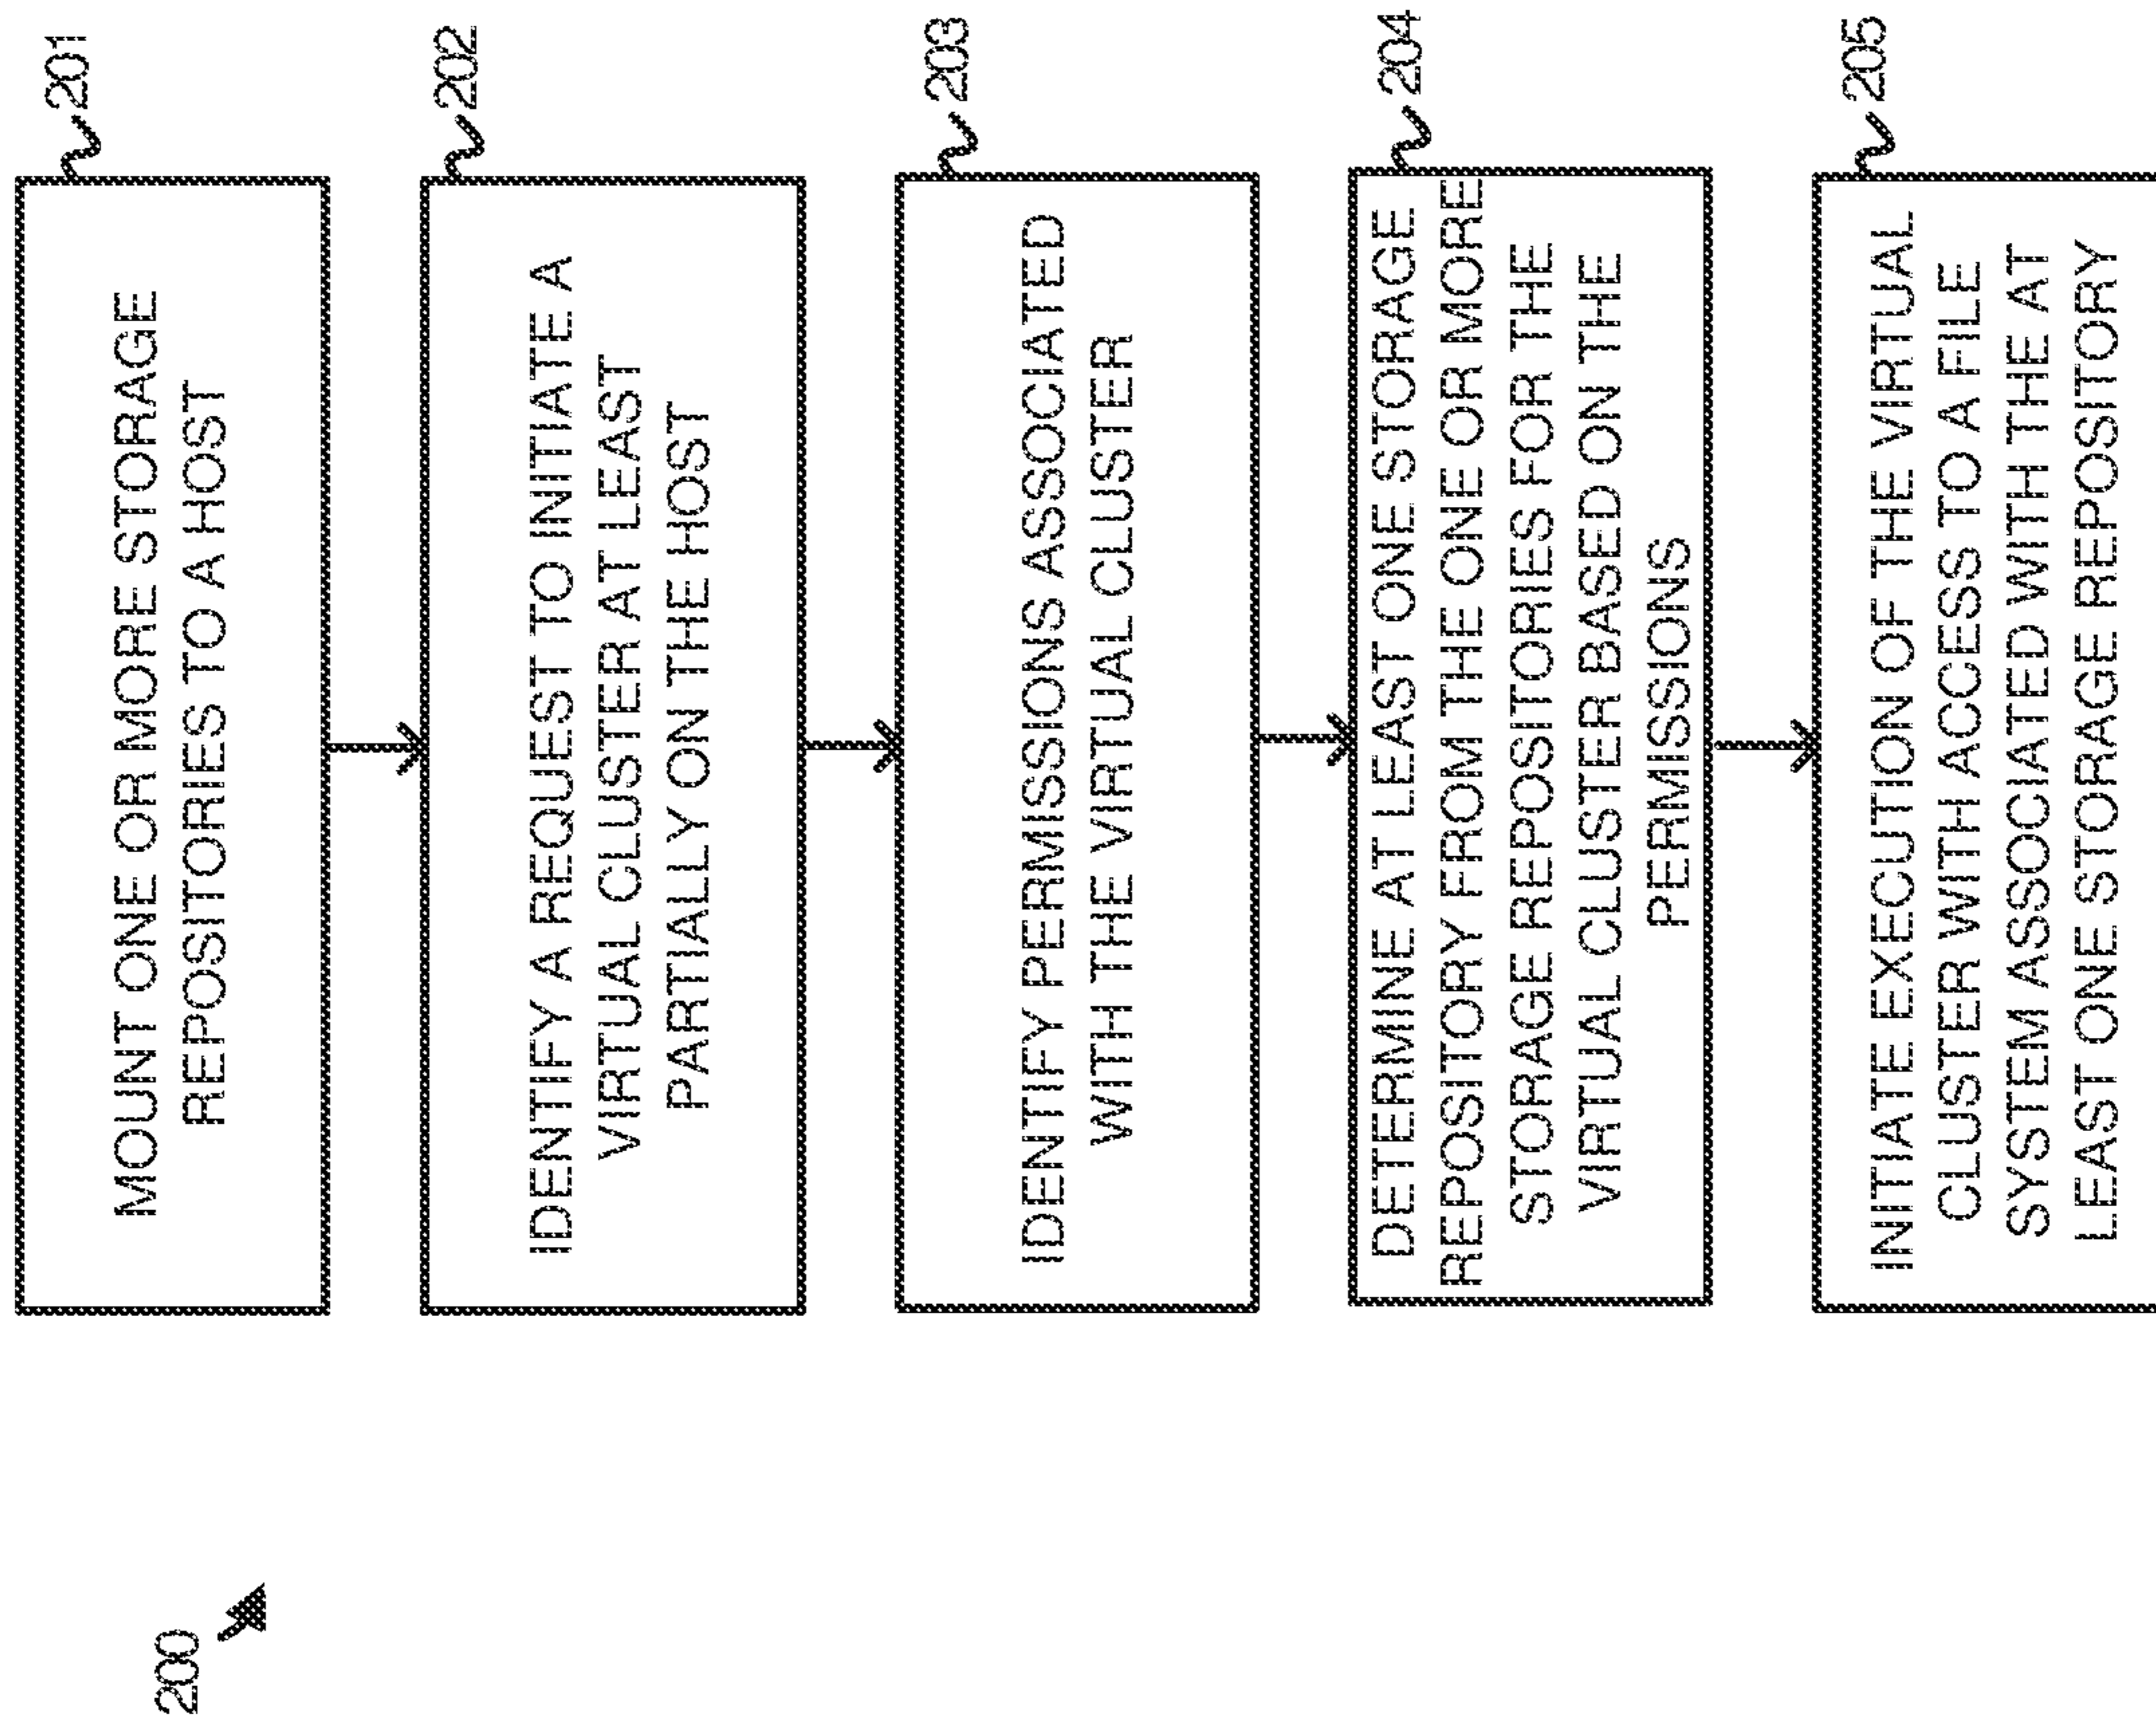 200
201
MOUNT ONE OR MORE STORAGE
REPOSITORIES TO A HOST
202
IDENTIFY A REQUEST TO INITIATE A
VIRTUAL CLUSTER AT LEAST
PARTIALLY ON THE HOST
203
IDENTIFY PERMISSIONS ASSOCIATED
WITH THE VIRTUAL CLUSTER
204
DETERMINE AT LEAST ONE STORAGE
REPOSITORY FROM THE ONE OR MORE
STORAGE REPOSITORIES FOR THE
VIRTUAL CLUSTER BASED ON THE
PERMISSIONS
205
INITIATE EXECUTION OF THE VIRTUAL
CLUSTER WITH ACCESS TO A FILE
SYSTEM ASSOCIATED WITH THE AT
LEAST ONE STORAGE REPOSITORY